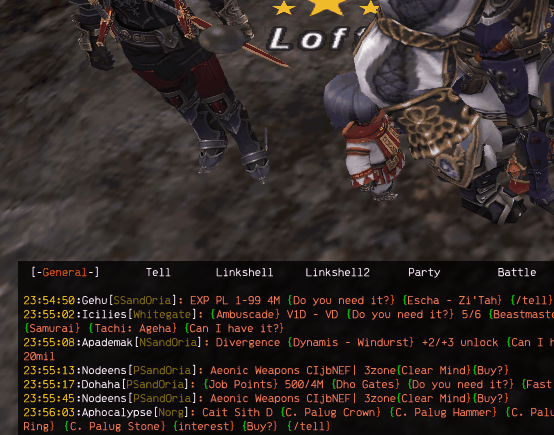 Lof
[-General-] Tell Linkshell Linkshell2 Party Battle
23:54:50:Gehu[SSandOria]: EXP PL 1-99 4M {Do you need it?} {Escha - Zi'Tah} {/tell}
23:55:02:Icilies[Whitegate]: {Ambuscade} V1D - VD {Do you need it?} 5/6 {Beastmaste
{Samurai} {Tachi: Ageha} {Can I have it?}
23:55:08:Apademak[NSandOria]: Divergence {Dynamis - Windurst} +2/+3 unlock {Can I h
20mil
23:55:13:Nodeens[PSandOria]: Aeonic Weapons CIjbNEF| 3zone{Clear Mind}{Buy?}
23:55:17:Dohaha[PSandOria]: {Job Points} 500/4M {Dho Gates} {Do you need it?} {Fast
23:55:45:Nodeens[PSandOria]: Aeonic Weapons CIjbNEF| 3zone{Clear Mind}{Buy?}
23:56:03:Aphocalypse[Norg]: Cait Sith D {C. Palug Crown} {C. Palug Hammer} {C. Palu
Ring} {C. Palug Stone} {interest} {Buy?} {/tell}